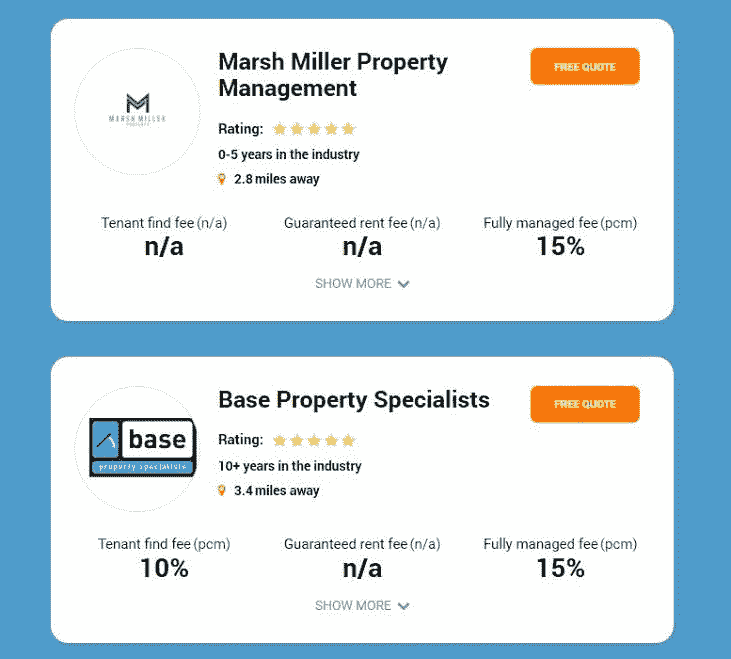 Marsh Miller Property
Management
FREE QUOTE
MARSH MILLER
PROPERTY
Rating:
0-5 years in the industry
2.8 miles away
Tenant find fee (n/a)
Guaranteed rent fee (n/a)
Fully managed fee (pcm)
n/a
n/a
15%
SHOW MORE
Base Property Specialists
FREE QUOTE
base
property specialists
Rating:
10+ years in the industry
3.4 miles away
Tenant find fee (pcm)
Guaranteed rent fee (n/a)
Fully managed fee (pcm)
10%
n/a
15%
SHOW MORE